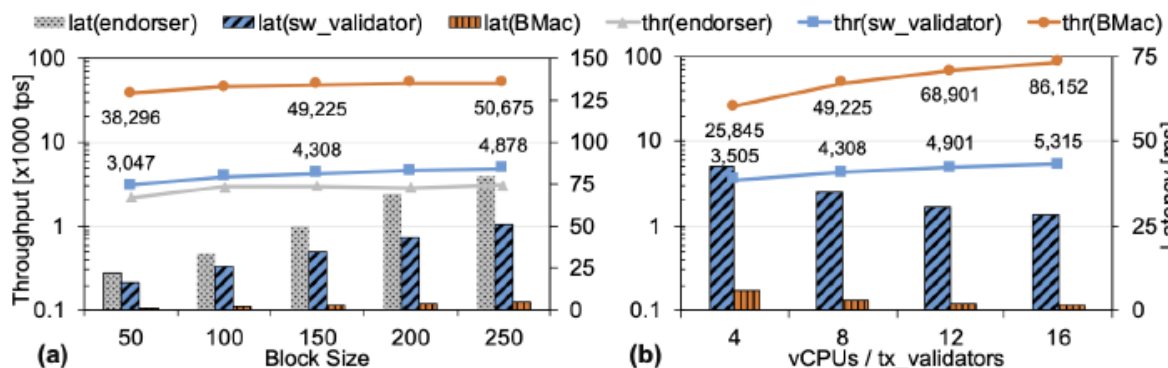 lat(endorser) lat(sw_validator) lat(BMac) thr(endorser) thr(sw_validator) thr(BMac)
Throughput [x1000 tps]
100
10
1
0.1
150
125
100
75
50
25
0
38,296 49,225 50,675
3,047 4,308 4,878
50 100 150 200 250
(a) Block Size
100
10
1
0.1
75
50
25
0
Latency [ms]
25,845 49,225 68,901 86,152
3,505 4,308 4,901 5,315
4 8 12 16
(b) vCPUs / tx_validators